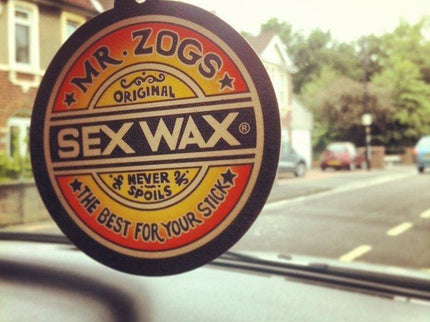 MR. ZOGS
ORIGINAL
SEX WAX®
NEVER
SPOILS
THE BEST FOR YOUR STICK